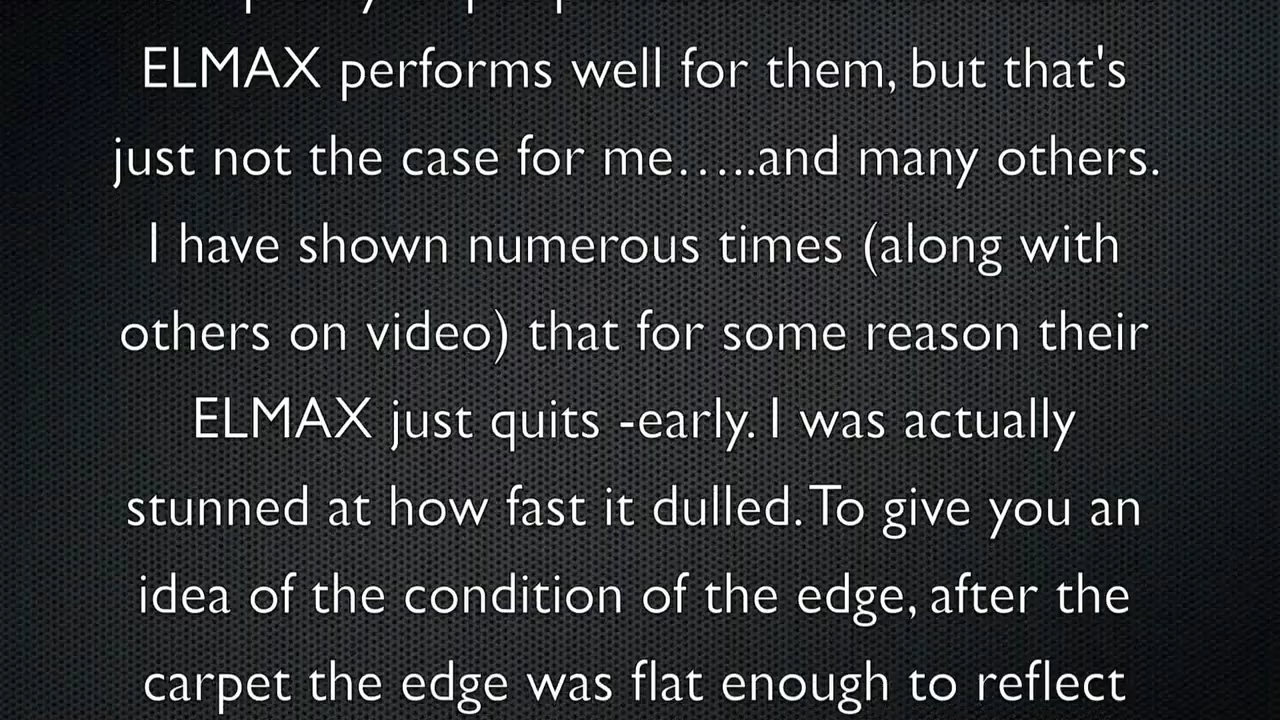 ELMAX performs well for them, but that's
just not the case for me…..and many others.
I have shown numerous times (along with
others on video) that for some reason their
ELMAX just quits -early. I was actually
stunned at how fast it dulled. To give you an
idea of the condition of the edge, after the
carpet the edge was flat enough to reflect